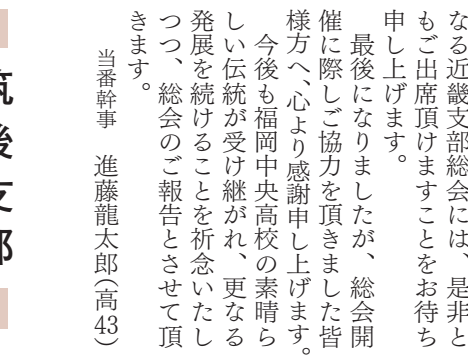 なる近畿支部総会には、是非と
もご出席頂けますことをお待ち
申し上げます。
最後になりましたが、総会開
催に際しご協力を頂きました皆
様方へ、心より感謝申し上げます。
今後も福岡中央高校の素晴ら
しい伝統が受け継がれ、更なる
発展を続けることを祈念いたし
つつ、総会のご報告とさせて頂
きます。
当番幹事　進藤龍太郎（高43）
筑後支部